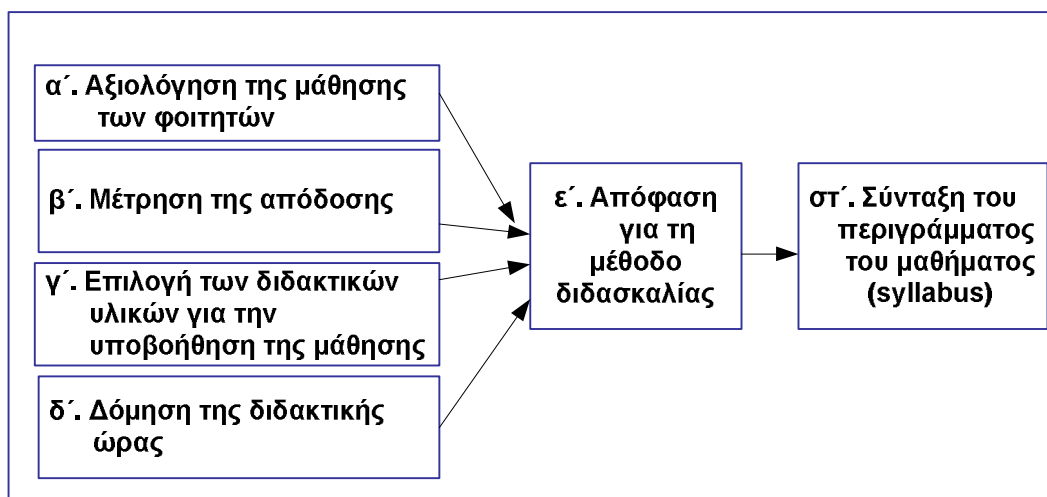 α΄. Αξιολόγηση της μάθησης
των φοιτητών
β΄. Μέτρηση της απόδοσης
γ΄. Επιλογή των διδακτικών
υλικών για την
υποβοήθηση της μάθησης
δ΄. Δόμηση της διδακτικής
ώρας
ε΄. Απόφαση
για τη
μέθοδο
διδασκαλίας
στ΄. Σύνταξη του
περιγράμματος
του μαθήματος
(syllabus)